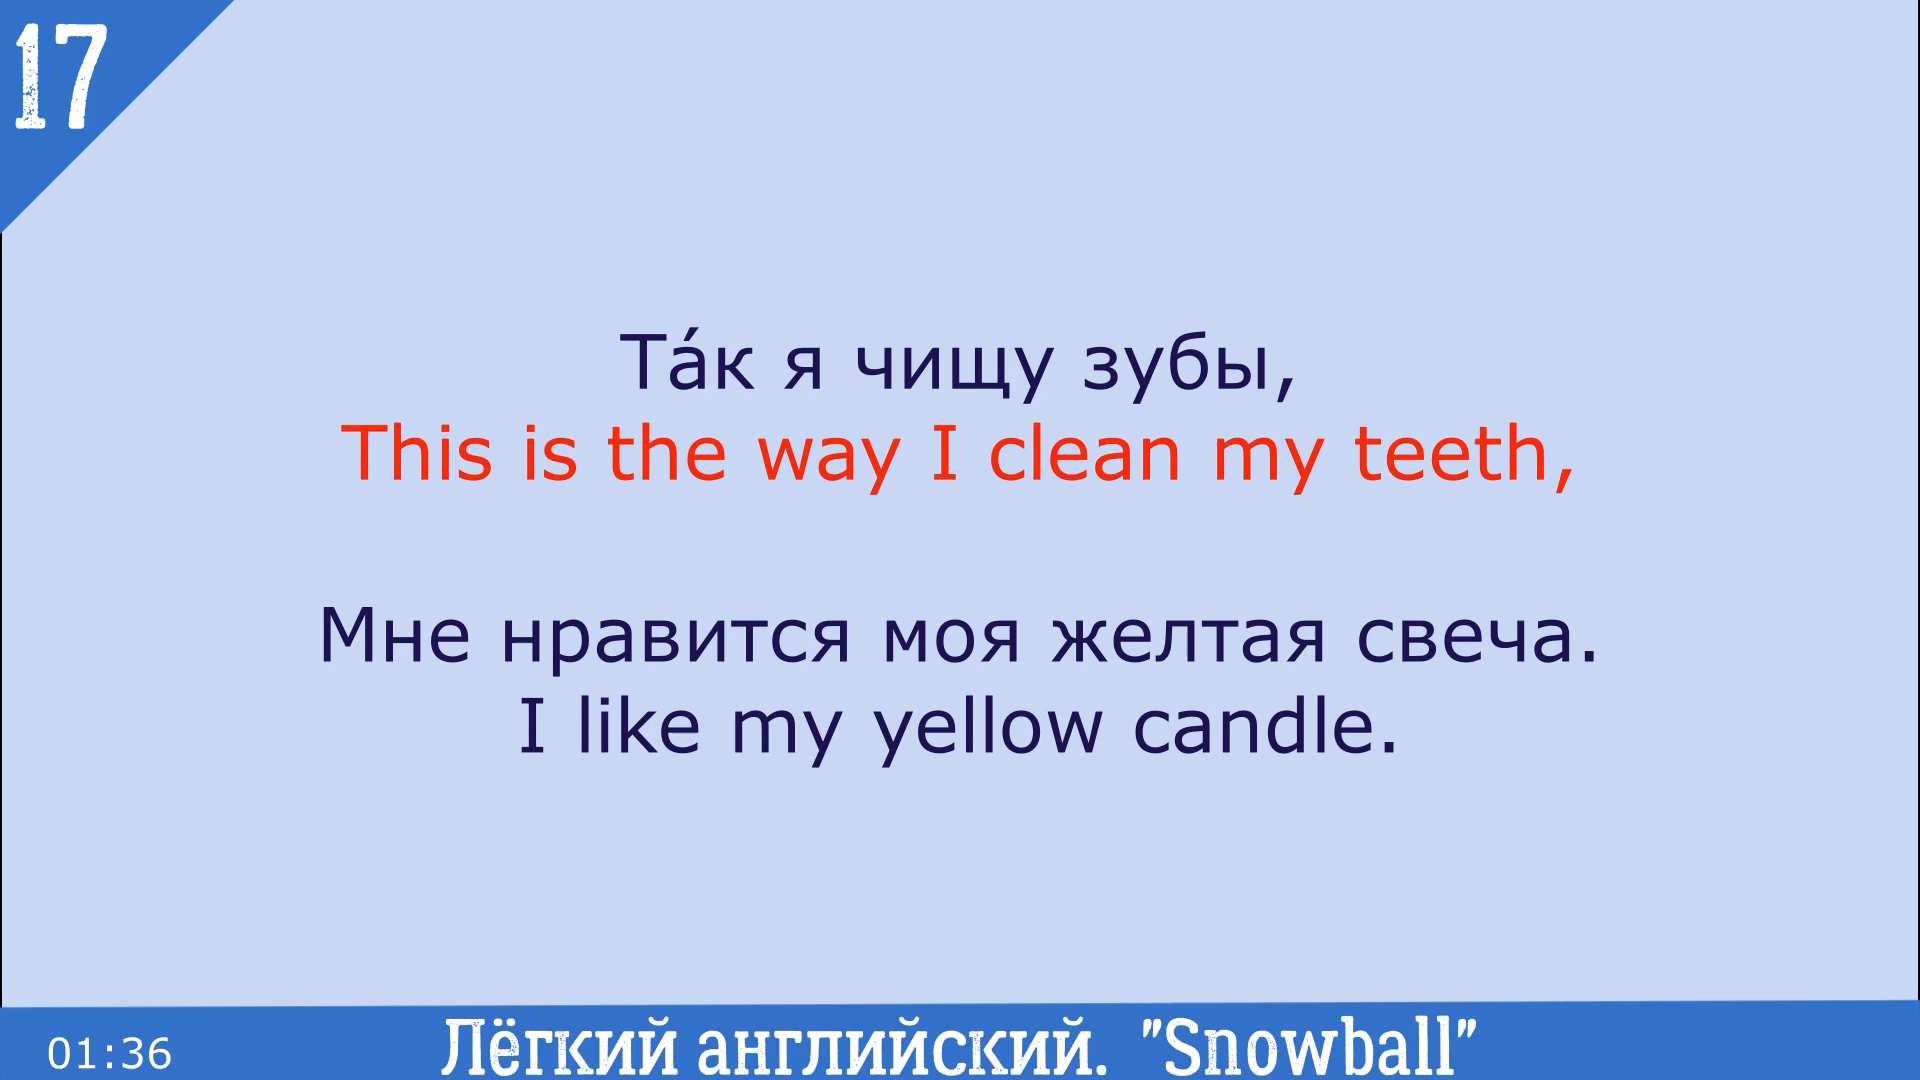 17
Та́к я чищу зубы,
This is the way I clean my teeth,
Мне нравится моя желтая свеча.
I like my yellow candle.
01:36
Лёгкий английский. "Snowball"